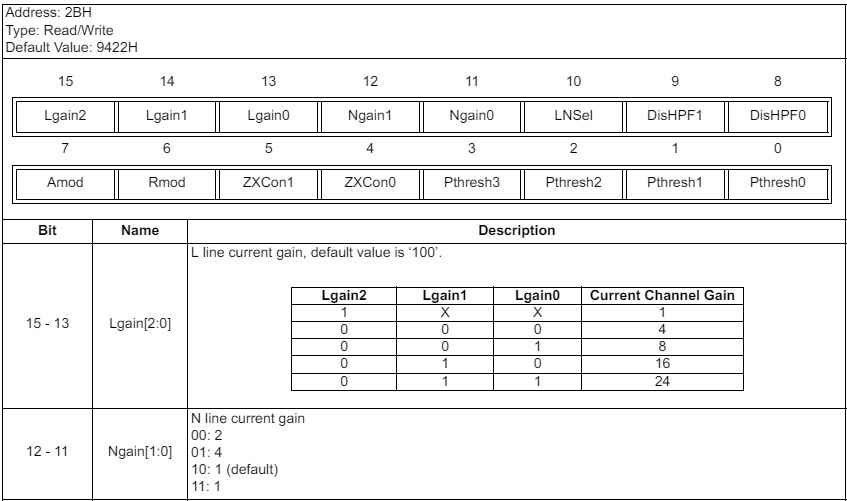 Address: 2BH
Type: Read/Write
Default Value: 9422H
15 14 13 12 11 10 9 8
Lgain2 Lgain1 Lgain0 Ngain1 Ngain0 LNSel DisHPF1 DisHPF0
7 6 5 4 3 2 1 0
Amod Rmod ZXCon1 ZXCon0 Pthresh3 Pthresh2 Pthresh1 Pthresh0
Bit Name Description
15 - 13 Lgain[2:0] L line current gain, default value is ‘100’.
Lgain2 Lgain1 Lgain0 Current Channel Gain
1 X X 1
0 0 0 4
0 0 1 8
0 1 0 16
0 1 1 24
12 - 11 Ngain[1:0] N line current gain
00: 2
01: 4
10: 1 (default)
11: 1